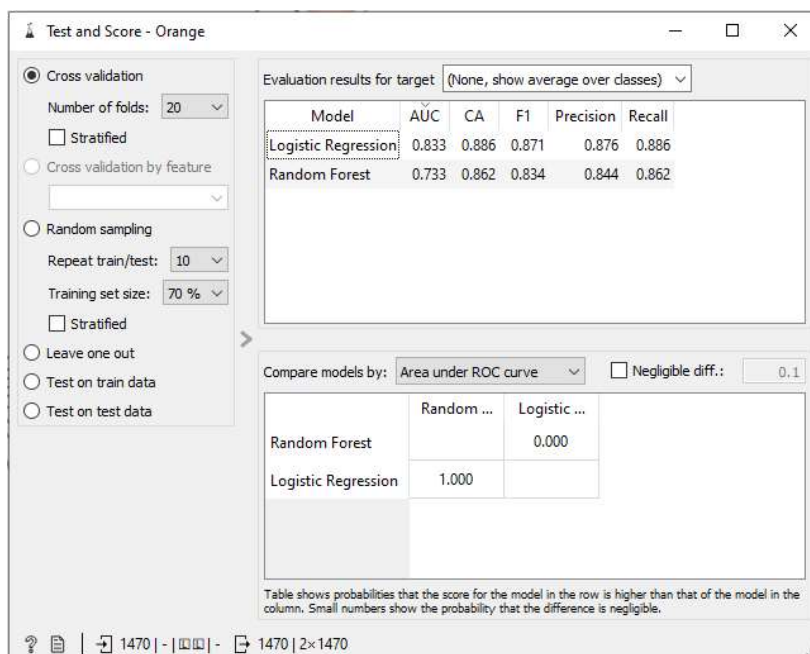 Test and Score - Orange
Cross validation
Number of folds: 20
Stratified
Cross validation by feature
Random sampling
Repeat train/test: 10
Training set size: 70 %
Stratified
Leave one out
Test on train data
Test on test data
Evaluation results for target (None, show average over classes)
Model AUC CA F1 Precision Recall
Logistic Regression 0.833 0.886 0.871 0.876 0.886
Random Forest 0.733 0.862 0.834 0.844 0.862
Compare models by: Area under ROC curve Negligible diff.: 0.1
Random ... Logistic ...
Random Forest 0.000
Logistic Regression 1.000
Table shows probabilities that the score for the model in the row is higher than that of the model in the
column. Small numbers show the probability that the difference is negligible.
? 1470 | - | | - 1470 | 2×1470